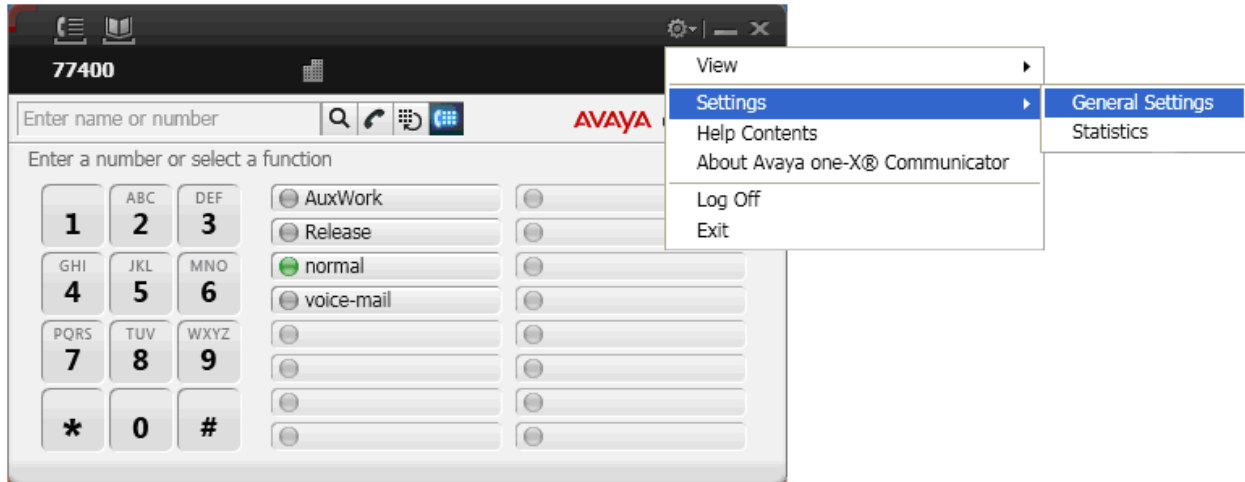 77400
Enter name or number
AVAYA
Enter a number or select a function
1
ABC 2
DEF 3
GHI 4
JKL 5
MNO 6
PQRS 7
TUV 8
WXYZ 9
*
0
#
AuxWork
Release
normal
voice-mail
View
Settings
Help Contents
About Avaya one-X® Communicator
Log Off
Exit
General Settings
Statistics